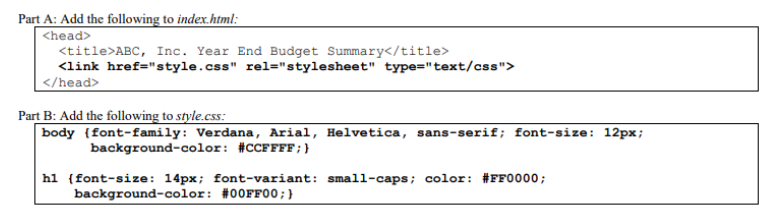 Part A: Add the following to index.html:
<head>
<title>ABC, Inc. Year End Budget Summary</title>
<link href="style.css" rel="stylesheet" type="text/css">
</head>
Part B: Add the following to style.css:
body {font-family: Verdana, Arial, Helvetica, sans-serif; font-size: 12px;
background-color: #CCFFFF;}
h1 {font-size: 14px; font-variant: small-caps; color: #FF0000;
background-color: #00FF00;}